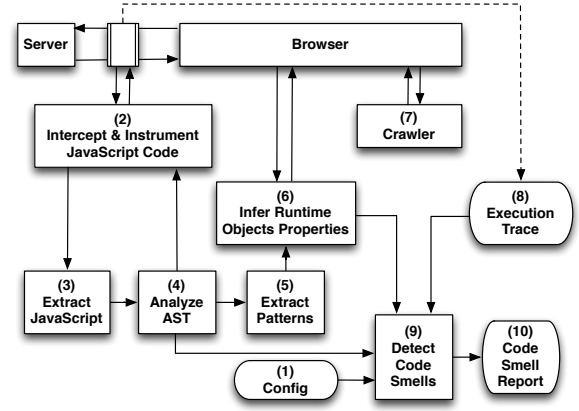 Server
Browser
(2)
Intercept & Instrument
JavaScript Code
(7)
Crawler
(6)
Infer Runtime
Objects Properties
(8)
Execution
Trace
(3)
Extract
JavaScript
(4)
Analyze
AST
(5)
Extract
Patterns
(9)
Detect
Code
Smells
(10)
Code
Smell
Report
(1)
Config